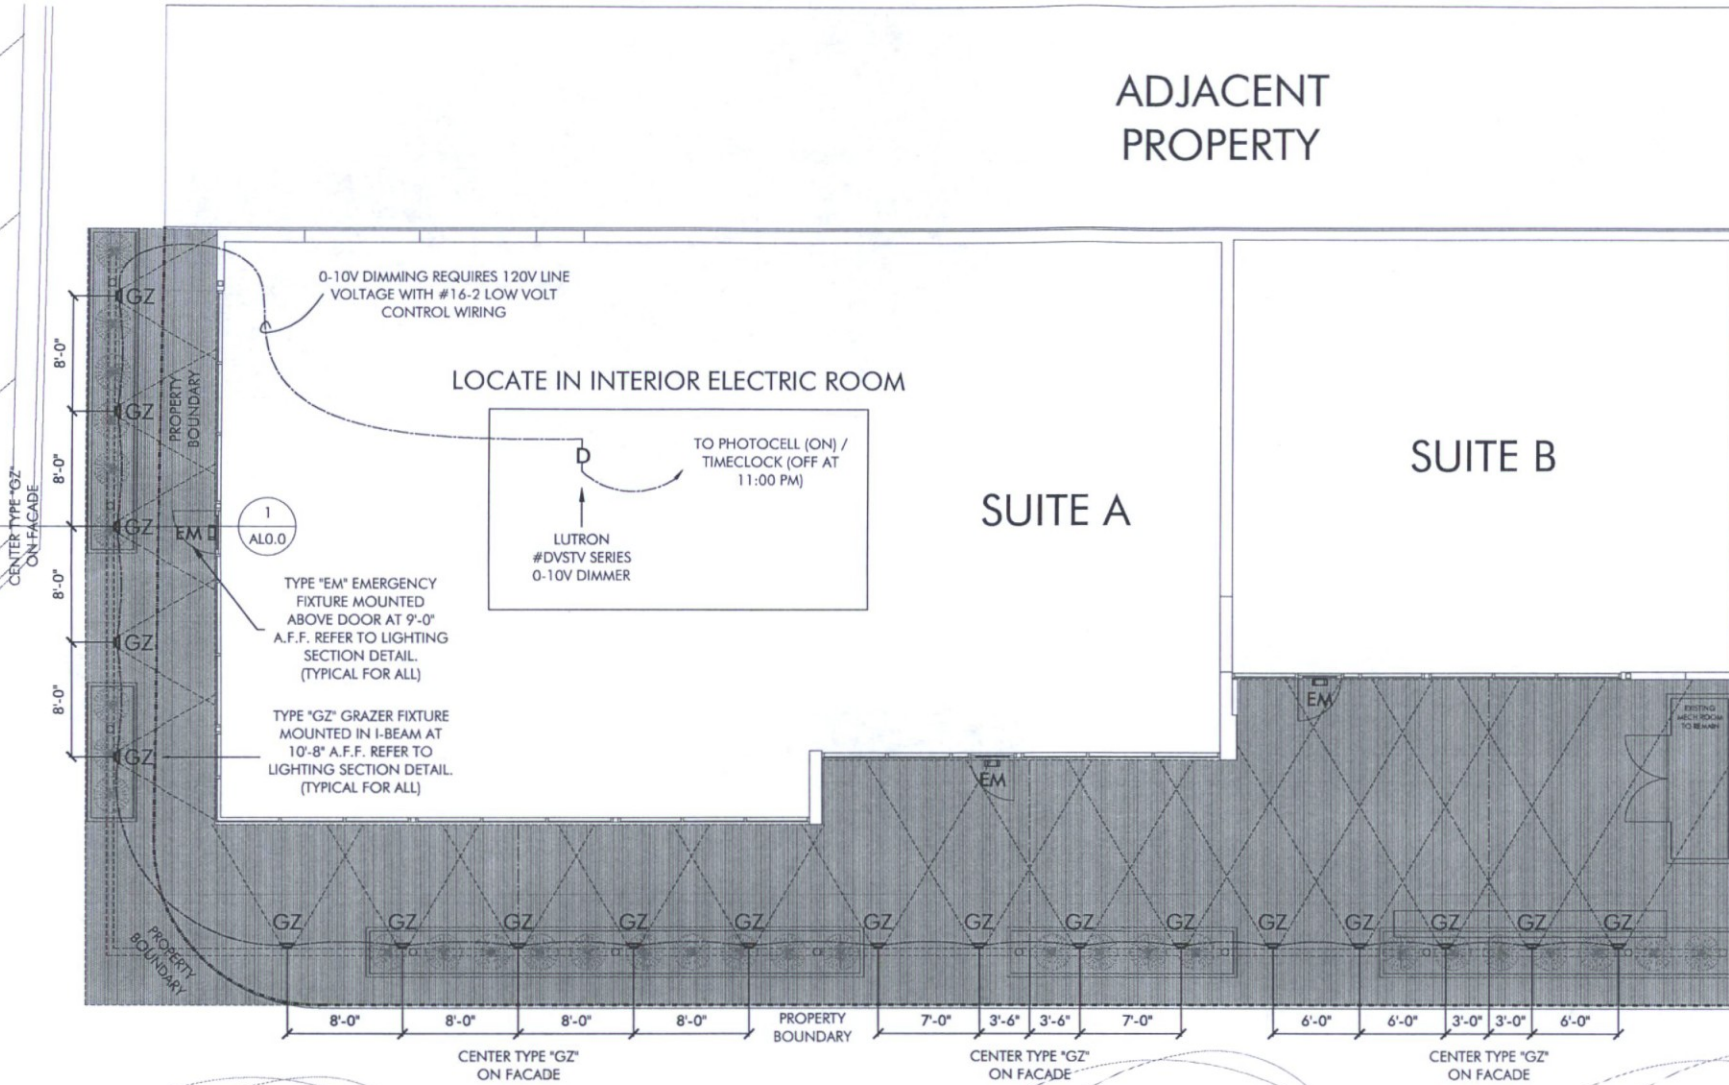 ADJACENT
PROPERTY
0-10V DIMMING REQUIRES 120V LINE
VOLTAGE WITH #16-2 LOW VOLT
CONTROL WIRING
LOCATE IN INTERIOR ELECTRIC ROOM
D
TO PHOTOCELL (ON) /
TIMECLOCK (OFF AT
11:00 PM)
LUTRON
#DVSTV SERIES
0-10V DIMMER
SUITE A
SUITE B
GZ
GZ
GZ
GZ
GZ
8'-0"
8'-0"
8'-0"
8'-0"
CENTER TYPE "GZ"
ON FACADE
PROPERTY
BOUNDARY
EM
1
AL0.0
TYPE "EM" EMERGENCY
FIXTURE MOUNTED
ABOVE DOOR AT 9'-0"
A.F.F. REFER TO LIGHTING
SECTION DETAIL.
(TYPICAL FOR ALL)
TYPE "GZ" GRAZER FIXTURE
MOUNTED IN I-BEAM AT
10'-8" A.F.F. REFER TO
LIGHTING SECTION DETAIL.
(TYPICAL FOR ALL)
EM
EM
EXISTING
MECH ROOM
TO REMAIN
GZ GZ GZ GZ GZ GZ GZ GZ GZ GZ GZ GZ GZ GZ
PROPERTY
BOUNDARY
8'-0" 8'-0" 8'-0" 8'-0"
PROPERTY
BOUNDARY
7'-0" 3'-6" 3'-6" 7'-0"
6'-0" 6'-0" 3'-0" 3'-0" 6'-0"
CENTER TYPE "GZ"
ON FACADE
CENTER TYPE "GZ"
ON FACADE
CENTER TYPE "GZ"
ON FACADE